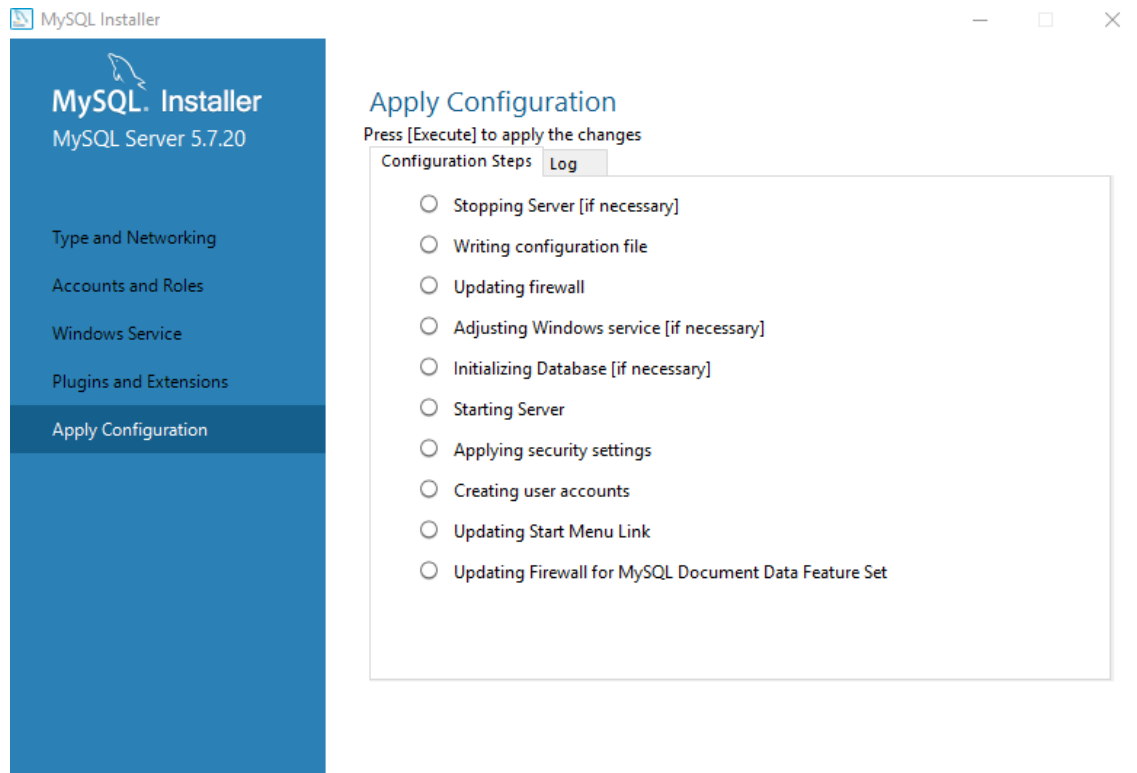 MySQL Installer
MySQL. Installer
MySQL Server 5.7.20
Type and Networking
Accounts and Roles
Windows Service
Plugins and Extensions
Apply Configuration
Apply Configuration
Press [Execute] to apply the changes
Configuration Steps Log
Stopping Server [if necessary]
Writing configuration file
Updating firewall
Adjusting Windows service [if necessary]
Initializing Database [if necessary]
Starting Server
Applying security settings
Creating user accounts
Updating Start Menu Link
Updating Firewall for MySQL Document Data Feature Set